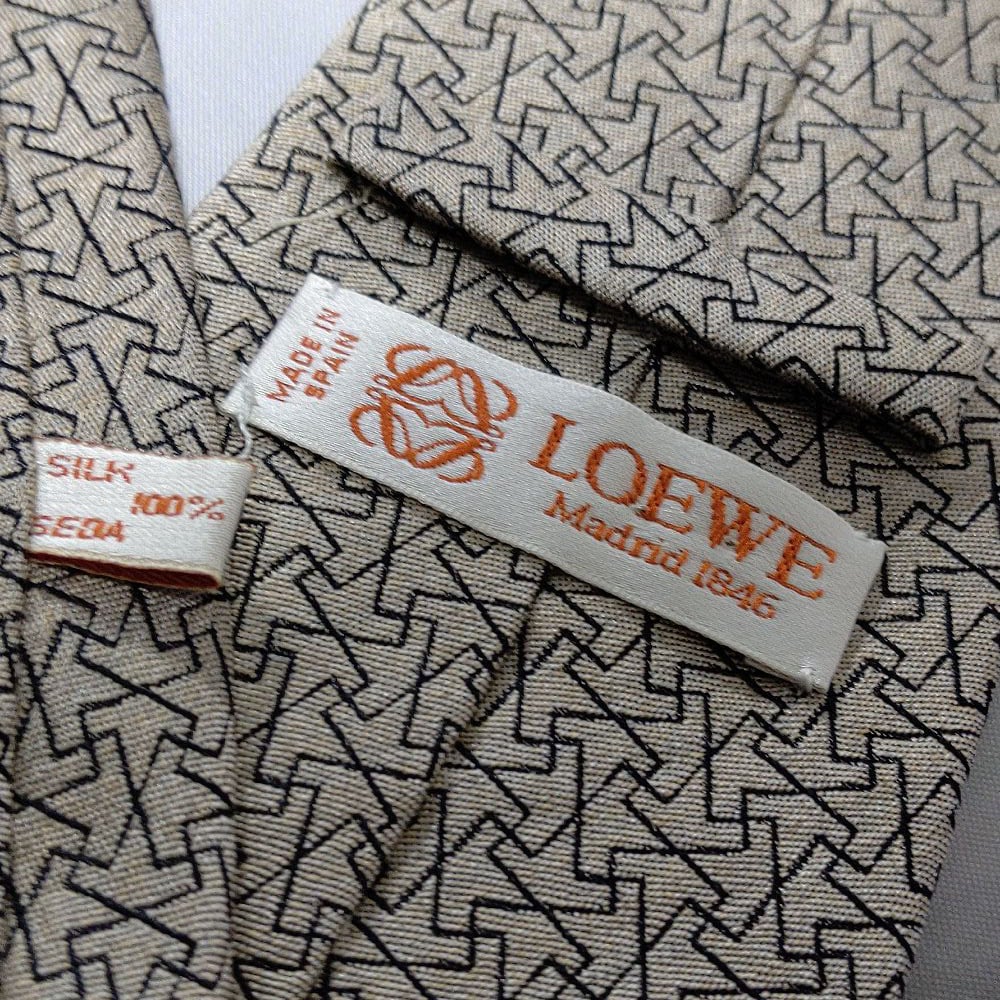 MADE IN
SPAIN
LOEWE
Madrid 1846
SILK
100%
SEDA